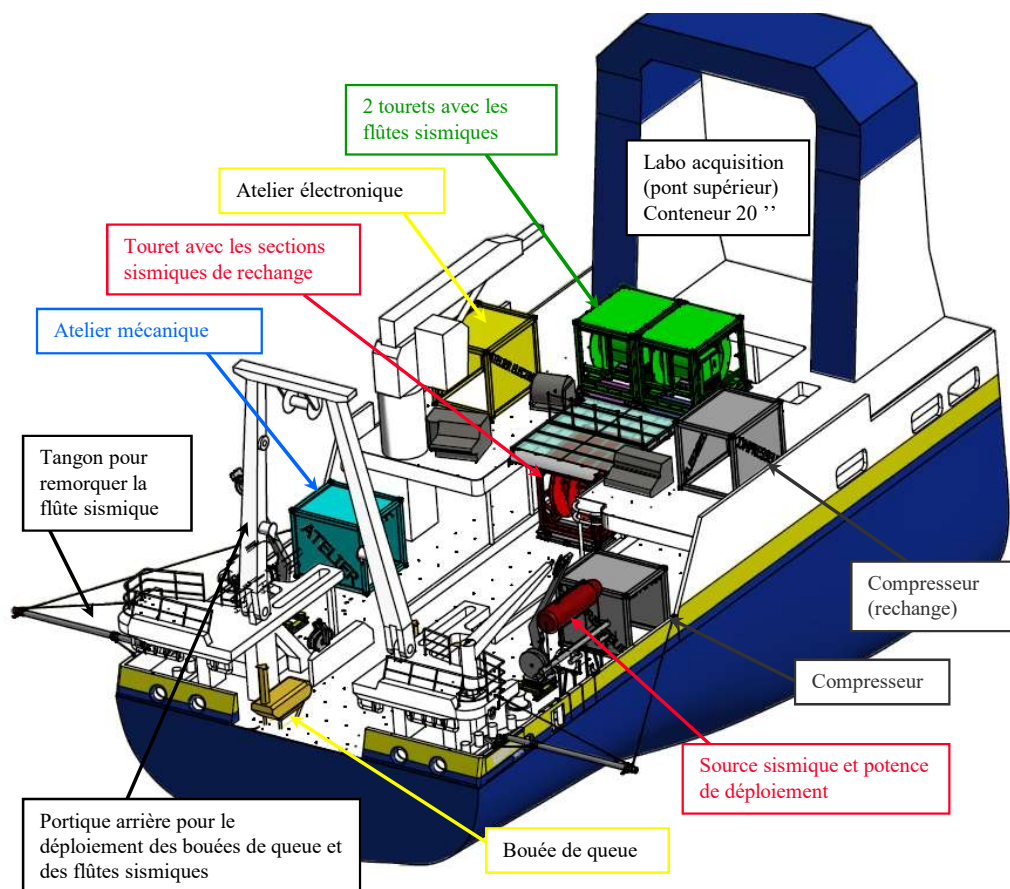 2 tourets avec les
flûtes sismiques
Labo acquisition
(pont supérieur)
Conteneur 20 ’’
Atelier électronique
Touret avec les sections
sismiques de rechange
Atelier mécanique
Tangon pour
remorquer la
flûte sismique
ATELIER
Compresseur
(rechange)
Compresseur
Source sismique et potence
de déploiement
Portique arrière pour le
déploiement des bouées de queue et
des flûtes sismiques
Bouée de queue